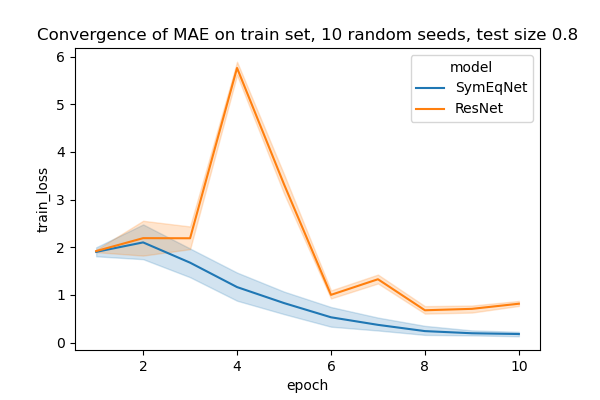 Convergence of MAE on train set, 10 random seeds, test size 0.8
model
SymEqNet
ResNet
train_loss
6
5
4
3
2
1
0
2
4
6
8
10
epoch